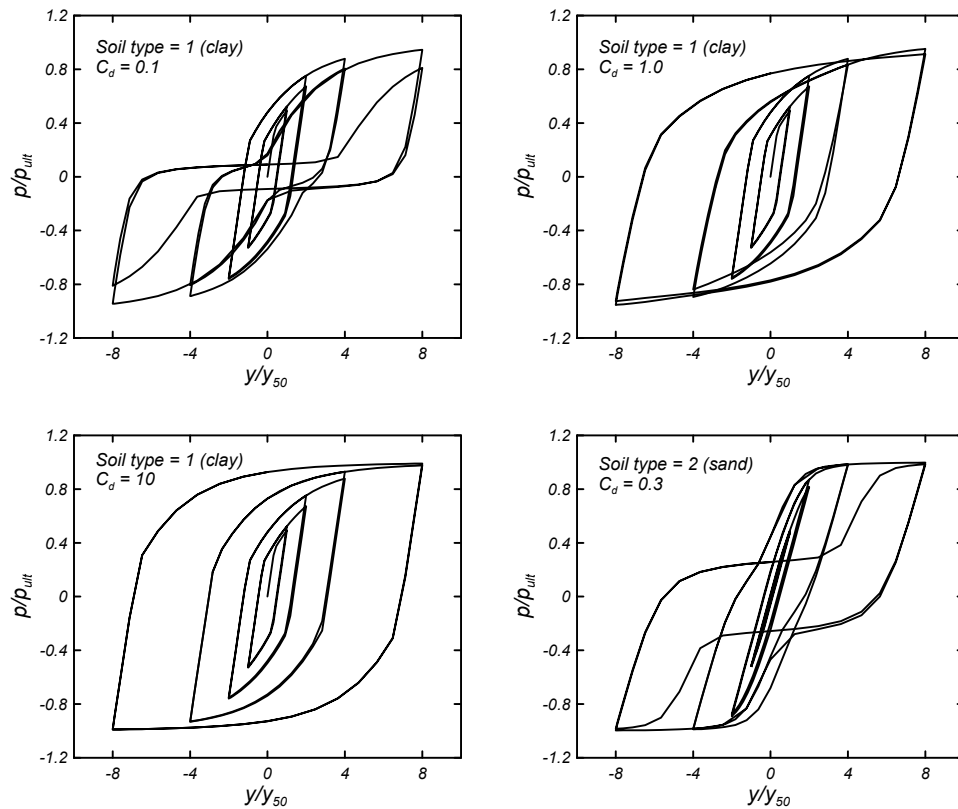 1.2
0.8
0.4
0
-0.4
-0.8
-1.2
p/p_ult
Soil type = 1 (clay)
C_d = 0.1
-8 -4 0 4 8
y/y_50
1.2
0.8
0.4
0
-0.4
-0.8
-1.2
p/p_ult
Soil type = 1 (clay)
C_d = 1.0
-8 -4 0 4 8
y/y_50
1.2
0.8
0.4
0
-0.4
-0.8
-1.2
p/p_ult
Soil type = 1 (clay)
C_d = 10
-8 -4 0 4 8
y/y_50
1.2
0.8
0.4
0
-0.4
-0.8
-1.2
p/p_ult
Soil type = 2 (sand)
C_d = 0.3
-8 -4 0 4 8
y/y_50